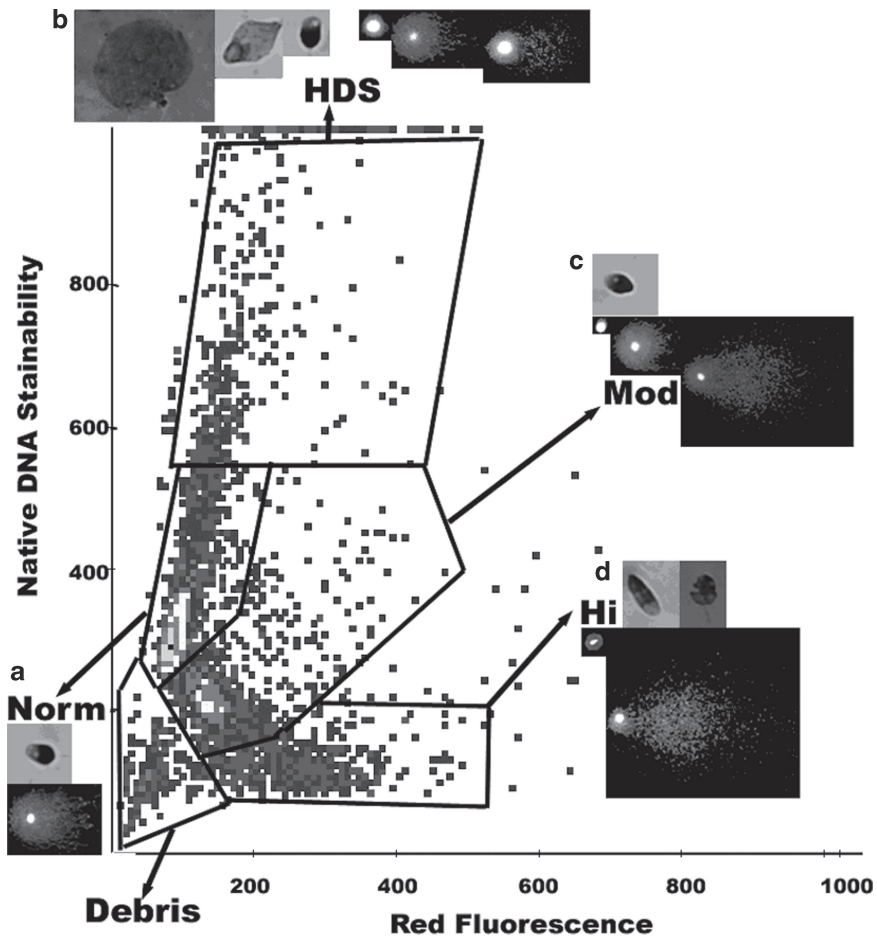 b
HDS
c
Mod
d
Hi
a
Norm
Debris
Native DNA Stainability
800
600
400
200
400
600
800
1000
Red Fluorescence